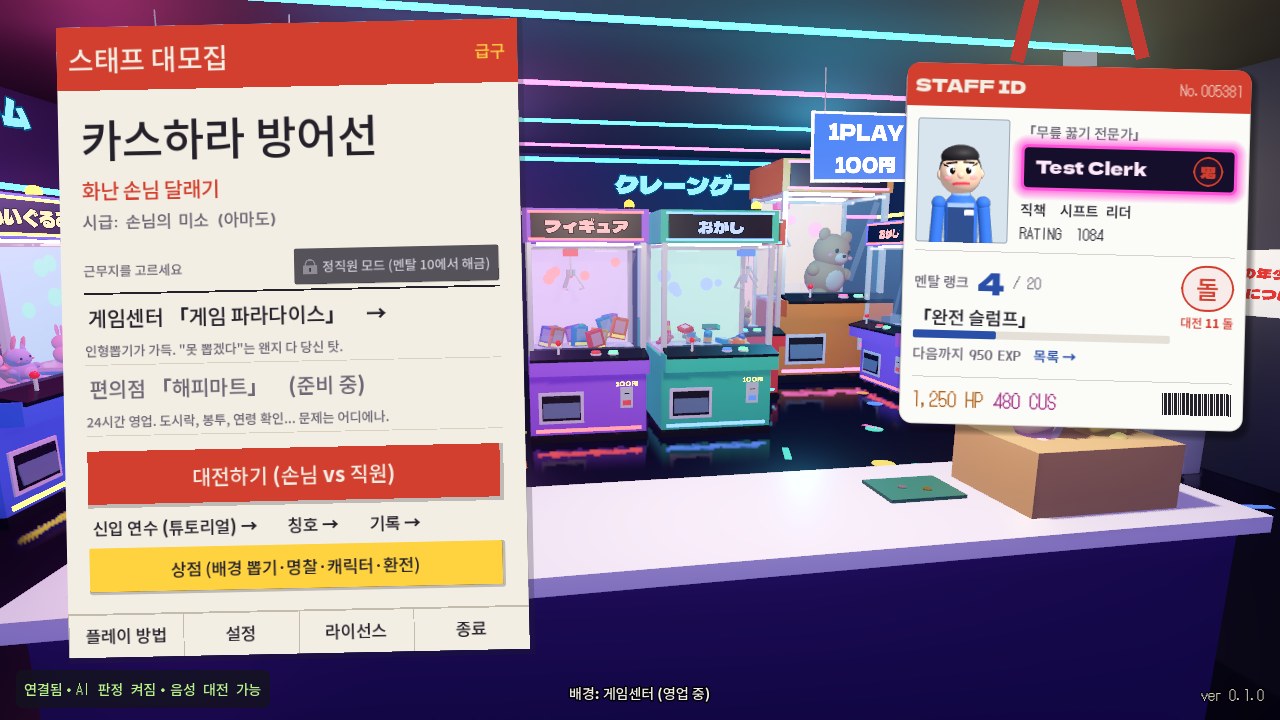 스태프 대모집
급구
카스하라 방어선
화난 손님 달래기
시급: 손님의 미소 (아마도)
근무지를 고르세요
정직원 모드 (멘탈 10에서 해금)
게임센터 「게임 파라다이스」 →
인형뽑기가 가득. "못 뽑겠다"는 왠지 다 당신 탓.
편의점 「해피마트」 (준비 중)
24시간 영업. 도시락, 봉투, 연령 확인... 문제는 어디에나.
대전하기 (손님 vs 직원)
신입 연수 (튜토리얼) → 칭호 → 기록 →
상점 (배경 뽑기·명찰·캐릭터·환전)
플레이 방법 설정 라이선스 종료
연결됨 • AI 판정 켜짐 • 음성 대전 가능
배경: 게임센터 (영업 중)
ver 0.1.0
クレーンゲー
1PLAY
100円
フィギュア
おかし
おかし
100円
100円
STAFF ID
No.005381
「무릎 꿇기 전문가」
Test Clerk
직책 시프트 리더
RATING 1084
멘탈 랭크 4 / 20
돌
대전 11 돌
「완전 슬럼프」
다음까지 950 EXP 목록 →
1,250 HP 480 CUS